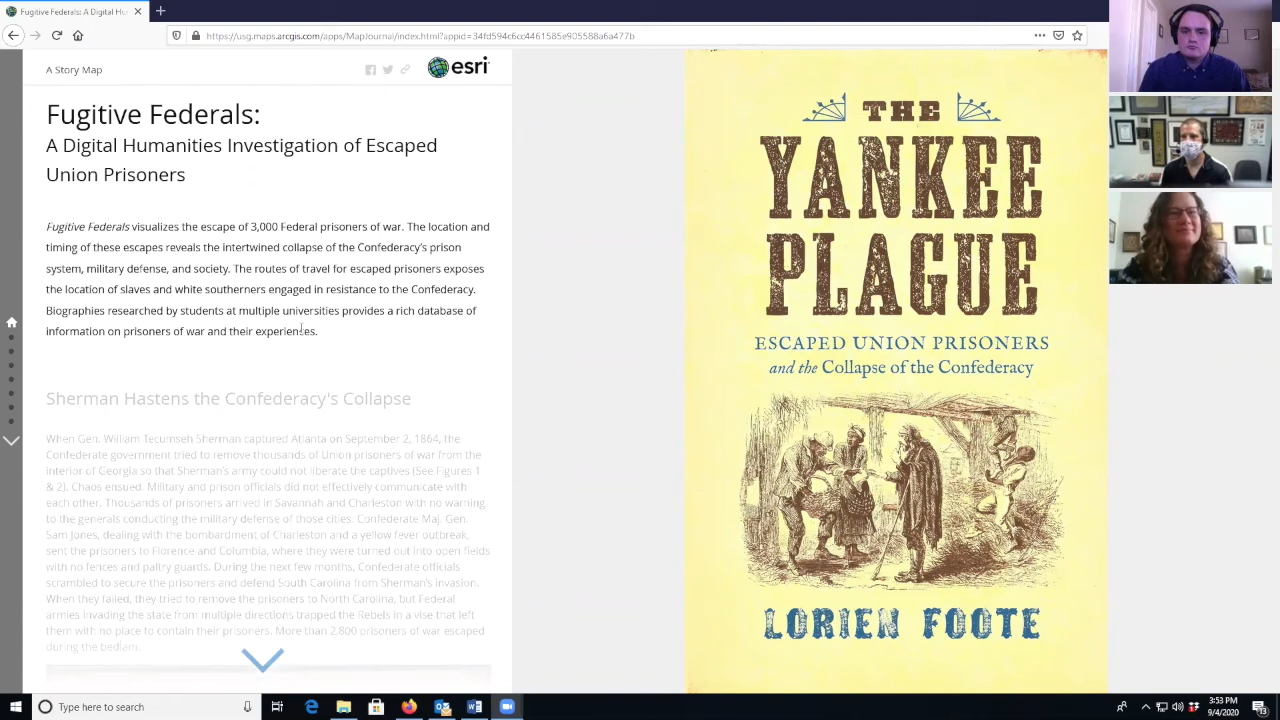 Fugitive Federals: A Digital Hu
https://usg.maps.arcgis.com/apps/MapJournal/index.html?appid=34fd594c6cc4461585e905588a6a477b
A Story Map
esri
Fugitive Federals:
A Digital Humanities Investigation of Escaped
Union Prisoners
Fugitive Federals visualizes the escape of 3,000 Federal prisoners of war. The location and
timing of these escapes reveals the intertwined collapse of the Confederacy's prison
system, military defense, and society. The routes of travel for escaped prisoners exposes
the location of slaves and white southerners engaged in resistance to the Confederacy.
Biographies researched by students at multiple universities provides a rich database of
information on prisoners of war and their experiences.
Sherman Hastens the Confederacy's Collapse
When Gen. William Tecumseh Sherman captured Atlanta on September 2, 1864, the
Confederate government tried to remove thousands of Union prisoners of war from the
interior of Georgia so that Sherman's army could not liberate the captives (See Figures 1
& 2). Chaos ensued. Military and prison officials did not effectively communicate with
each other. Thousands of prisoners arrived in Savannah and Charleston with no warning
to the generals conducting the military defense of those cities. Confederate Maj. Gen.
Sam Jones, dealing with the bombardment of Charleston and a yellow fever outbreak,
sent the prisoners to Florence and Columbia, where they were turned out into open fields
with no fences and paltry guards. During the next few months, Confederate officials
scrambled to secure the prisoners and defend South Carolina from Sherman's invasion.
When they failed, they tried to remove the prisoners to North Carolina, but Federal
armies invading the state from multiple directions trapped the Rebels in a vise that left
them with no place to contain their prisoners. More than 2,800 prisoners of war escaped
during the bedlam.
THE
YANKEE
PLAGUE
ESCAPED UNION PRISONERS
and the Collapse of the Confederacy
LORIEN FOOTE
Type here to search
3:53 PM
9/4/2020